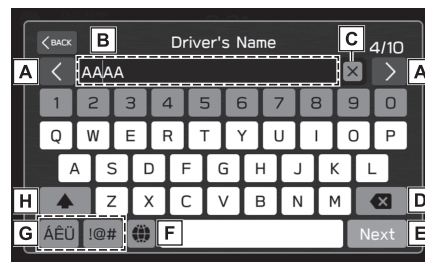 < BACK B Driver's Name C 4/10
A < AAAA × > A
1 2 3 4 5 6 7 8 9 0
Q W E R T Y U I O P
A S D F G H J K L
H Z X C V B N M × D
G ÁÊÜ !@# F Next E